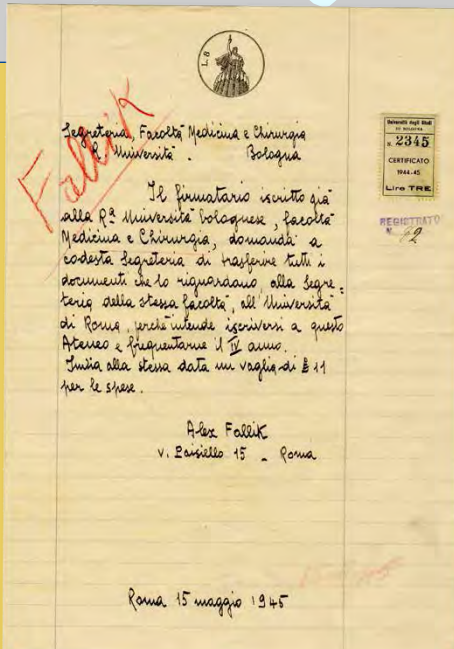 L 8
Fallik
Segreteria Facoltà Medicina e Chirurgia
R. Università . Bologna
Il firmatario iscritto già
alla Rª Università bolognese, facoltà
Medicina e Chirurgia, domanda a
codesta Segreteria di trasferire tutti i
documenti che lo riguardano, alla Segre=
teria della stessa facoltà, all'Università
di Roma, perché intende iscriversi a questo
Ateneo e frequentarne il IV anno.
Invia alla stessa data un vaglia di £ 11
per le spese.
Alex Fallik
v. Paisiello 15 - Roma
Roma 15 maggio 1945
Università degli Studi
DI BOLOGNA
N. 2345
CERTIFICATO
1944-45
Lire TRE
REGISTRATO
N. 62